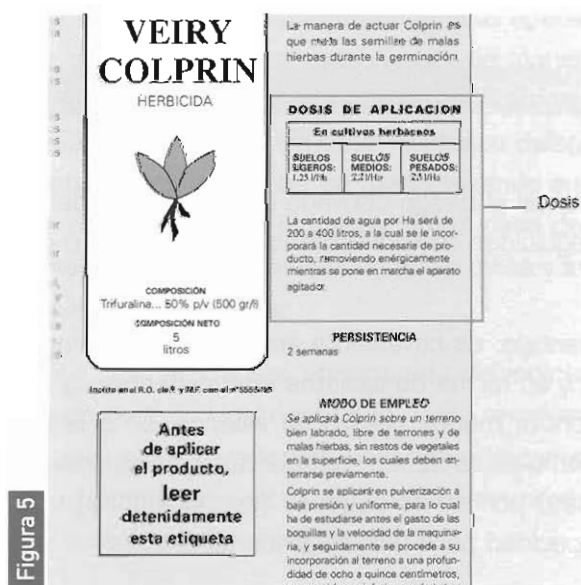 VEIRY
COLPRIN
HERBICIDA
COMPOSICIÓN
Trifuralina... 50% p/v (500 gr/l)
COMPOSICIÓN NETO
5
litros
Antes
de aplicar
el producto,
leer
detenidamente
esta etiqueta
La manera de actuar Colprin es
que mata las semillas de malas
hierbas durante la germinación
DOSIS DE APLICACION
En cultivos herbáceos
SUELOS LIGEROS: 1,25 l/Ha
SUELOS MEDIOS: 2,2 l/Ha
SUELOS PESADOS: 2,5 l/Ha
La cantidad de agua por Ha será de
200 a 400 litros, a la cual se le incor-
porará la cantidad necesaria de pro-
ducto, removiendo enérgicamente
mientras se pone en marcha el aparato
agitador.
Dosis
PERSISTENCIA
2 semanas
MODO DE EMPLEO
Se aplicará Colprin sobre un terreno
bien labrado, libre de terrones y de
malas hierbas, sin restos de vegetales
en la superficie, los cuales deben en-
terrarse previamente.
Colprin se aplicará en pulverización a
baja presión y uniforme, para lo cual
ha de estudiarse antes el gasto de las
boquillas y la velocidad de la maquina-
ria, y seguidamente se procede a su
incorporación al terreno a una profun-
didad de ocho a quince centímetros,
Figura 5